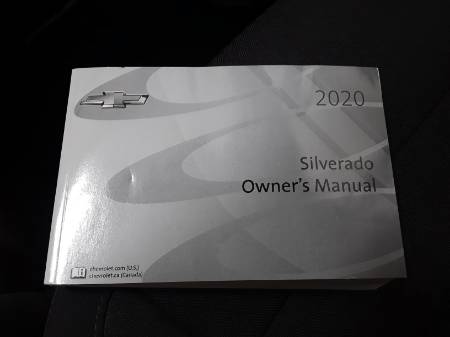 2020
Silverado
Owner's Manual
chevrolet.com (U.S.)
chevrolet.ca (Canada)